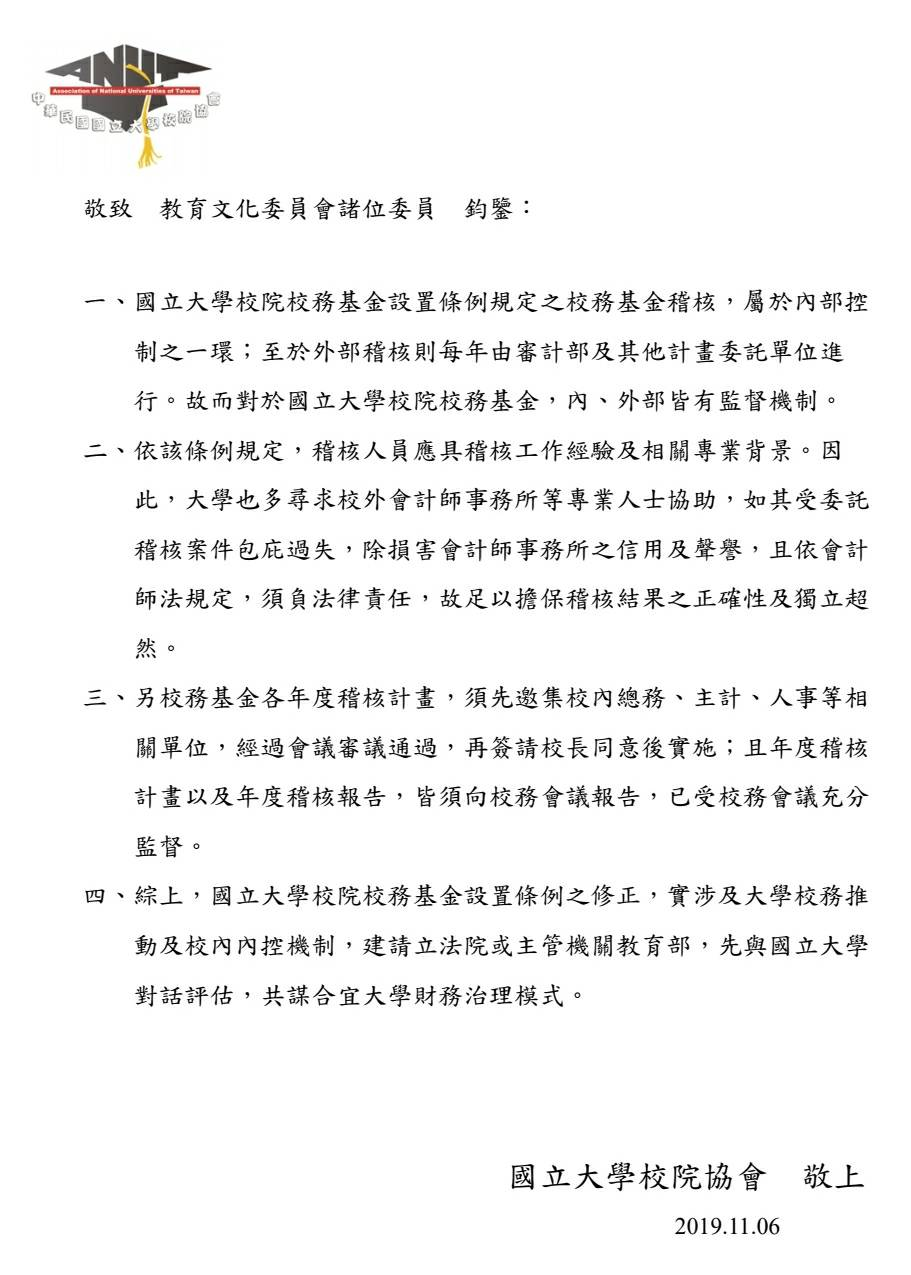 ANUT
Association of National Universities of Taiwan
中華民國國立大學校院協會
敬致　教育文化委員會諸位委員　鈞鑒：
一、國立大學校院校務基金設置條例規定之校務基金稽核，屬於內部控
制之一環；至於外部稽核則每年由審計部及其他計畫委託單位進
行。故而對於國立大學校院校務基金，內、外部皆有監督機制。
二、依該條例規定，稽核人員應具稽核工作經驗及相關專業背景。因
此，大學也多尋求校外會計師事務所等專業人士協助，如其受委託
稽核案件包庇過失，除損害會計師事務所之信用及聲譽，且依會計
師法規定，須負法律責任，故足以擔保稽核結果之正確性及獨立超
然。
三、另校務基金各年度稽核計畫，須先邀集校內總務、主計、人事等相
關單位，經過會議審議通過，再簽請校長同意後實施；且年度稽核
計畫以及年度稽核報告，皆須向校務會議報告，已受校務會議充分
監督。
四、綜上，國立大學校院校務基金設置條例之修正，實涉及大學校務推
動及校內內控機制，建請立法院或主管機關教育部，先與國立大學
對話評估，共謀合宜大學財務治理模式。
國立大學校院協會　敬上
2019.11.06